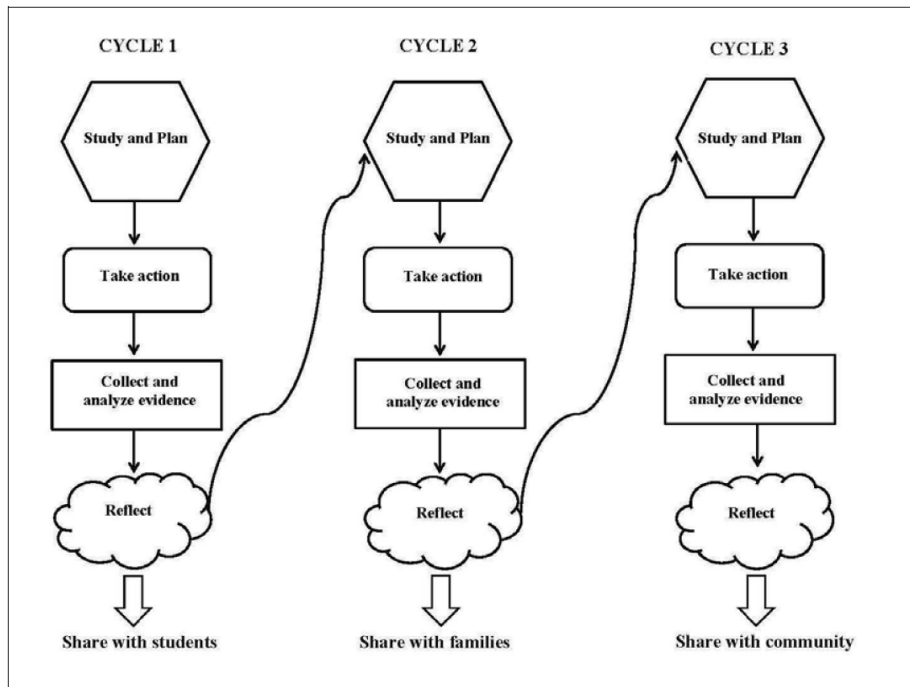 CYCLE 1
Study and Plan
Take action
Collect and
analyze evidence
Reflect
Share with students
CYCLE 2
Study and Plan
Take action
Collect and
analyze evidence
Reflect
Share with families
CYCLE 3
Study and Plan
Take action
Collect and
analyze evidence
Reflect
Share with community